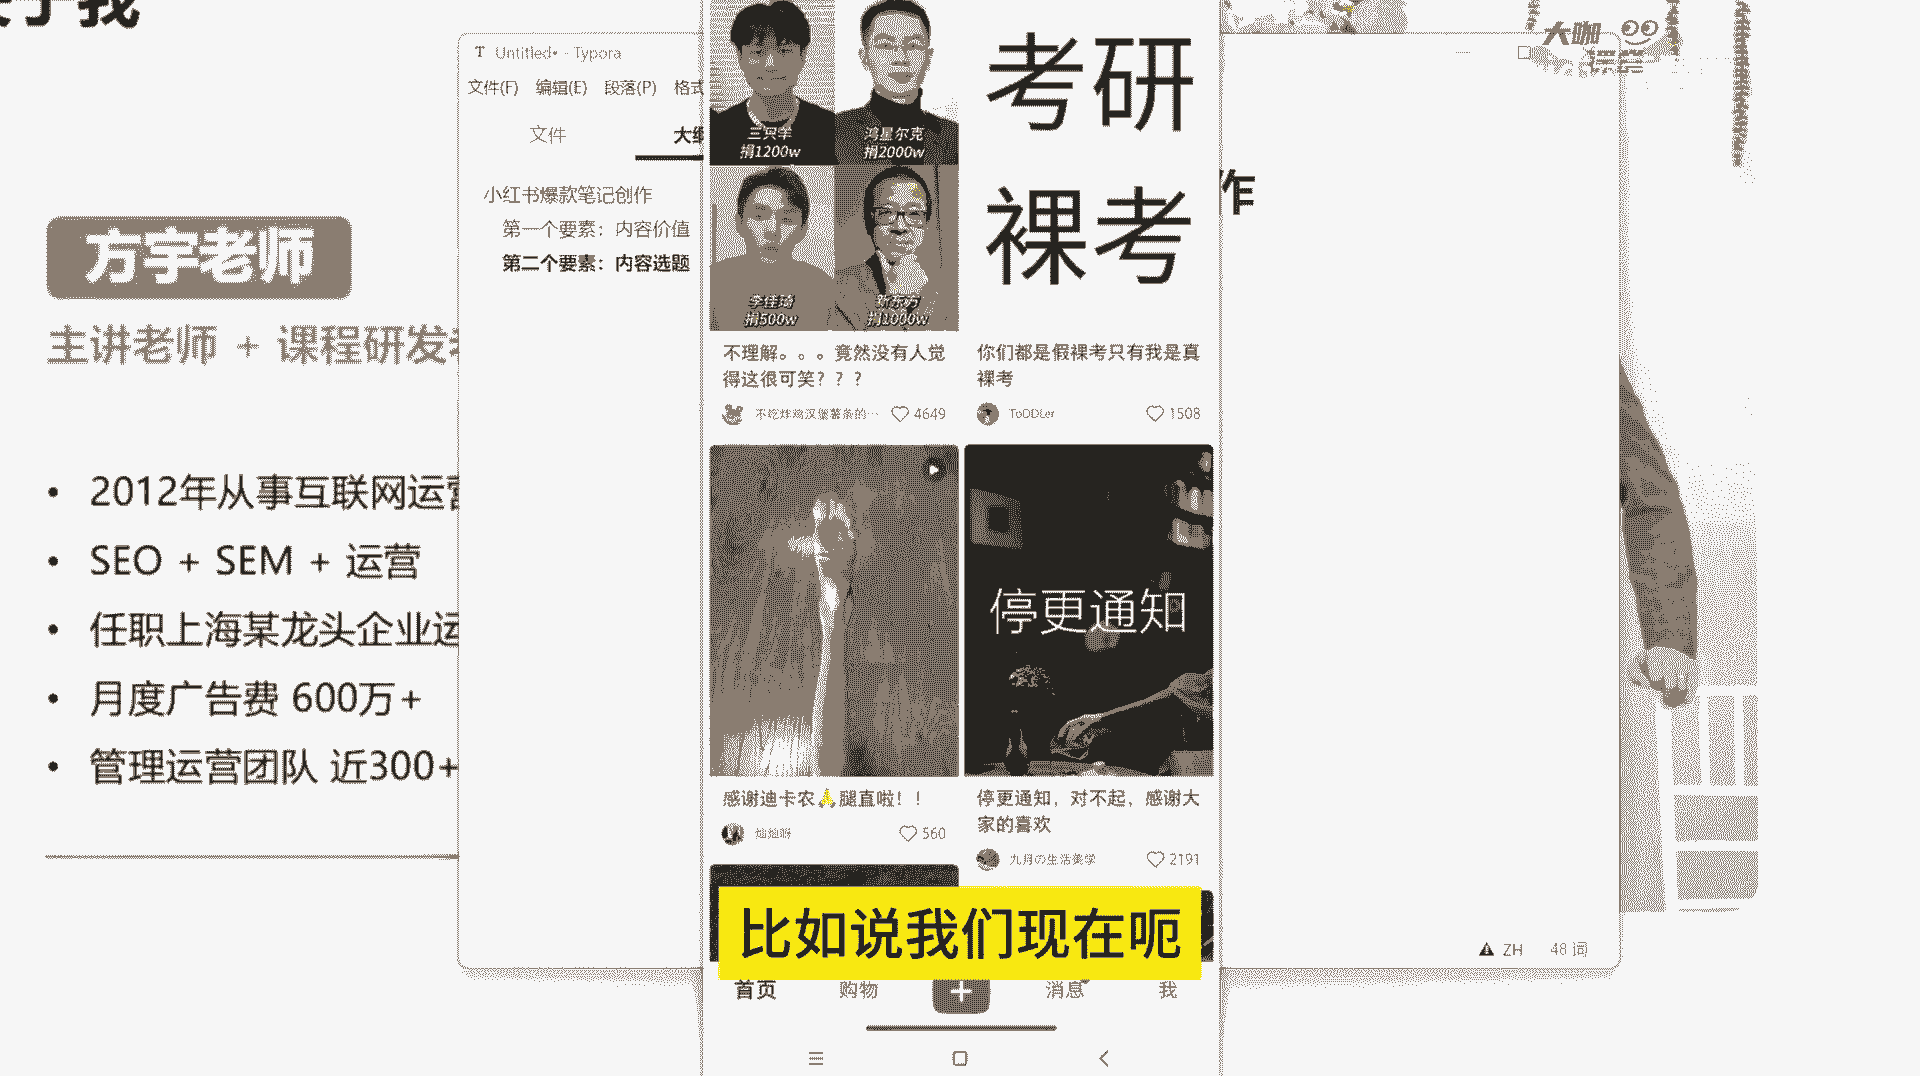 于我
方宇老师
主讲老师 + 课程研发
• 2012年从事互联网运营
• SEO + SEM + 运营
• 任职上海某龙头企业运
• 月度广告费 600万+
• 管理运营团队 近300+
Untitled• - Typora
文件(F) 编辑(E) 段落(P) 格式
文件
大纲
小红书爆款笔记创作
第一个要素：内容价值
第二个要素：内容选题
三只羊
捐1200w
鸿星尔克
捐2000w
李佳琦
捐500w
新东方
捐1000w
不理解。。。竟然没有人觉
得这很可笑？？？
不吃炸鸡汉堡薯条的…
4649
考研
裸考
你们都是假裸考只有我是真
裸考
ToODLer
1508
感谢迪卡农🙏腿直啦！！
灿灿呀
560
停更通知
停更通知，对不起，感谢大
家的喜欢
九月の生活美学
2191
比如说我们现在呃
首页
购物
消息
我
作
大咖
课堂
ZH
48 词